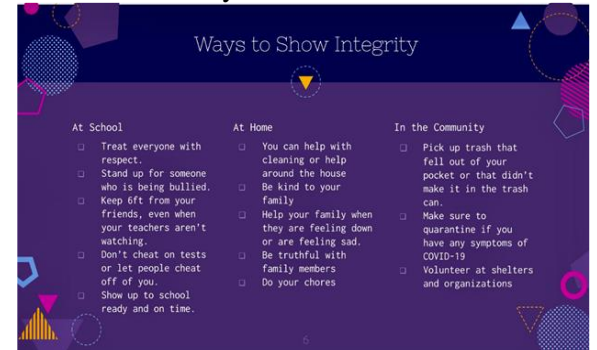 Ways to Show Integrity
At School
Treat everyone with
respect.
Stand up for someone
who is being bullied.
Keep 6ft from your
friends, even when
your teachers aren't
watching.
Don't cheat on tests
or let people cheat
off of you.
Show up to school
ready and on time.
At Home
You can help with
cleaning or help
around the house
Be kind to your
family
Help your family when
they are feeling down
or are feeling sad.
Be truthful with
family members
Do your chores
In the Community
Pick up trash that
fell out of your
pocket or that didn't
make it in the trash
can.
Make sure to
quarantine if you
have any symptoms of
COVID-19
Volunteer at shelters
and organizations
6